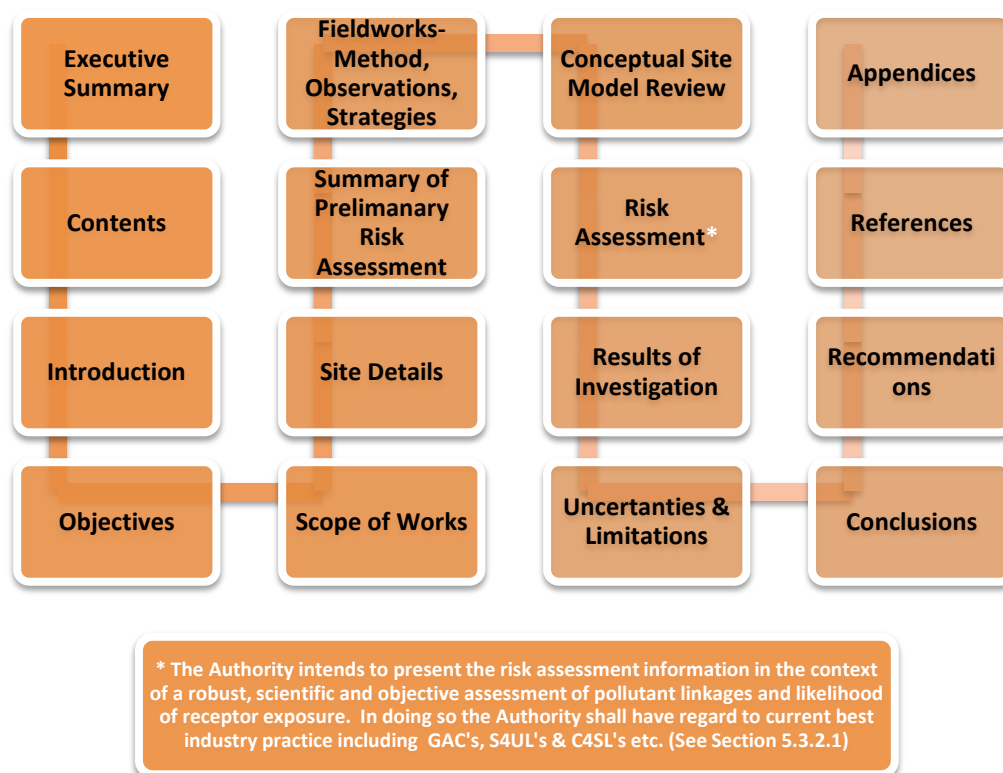 Executive
Summary
Contents
Introduction
Objectives
Scope of Works
Site Details
Summary of
Prelimanary
Risk
Assessment
Fieldworks-
Method,
Observations,
Strategies
Conceptual Site
Model Review
Risk
Assessment*
Results of
Investigation
Uncertanties &
Limitations
Conclusions
Recommendati
ons
References
Appendices
* The Authority intends to present the risk assessment information in the context
of a robust, scientific and objective assessment of pollutant linkages and likelihood
of receptor exposure. In doing so the Authority shall have regard to current best
industry practice including GAC's, S4UL's & C4SL's etc. (See Section 5.3.2.1)